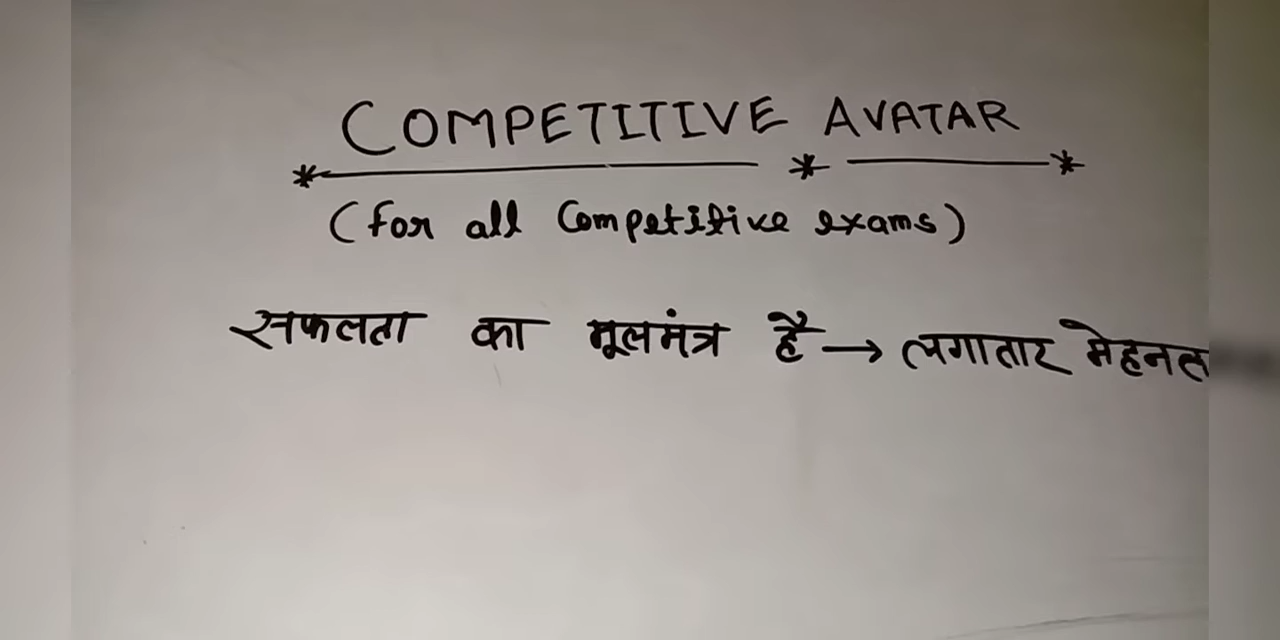 COMPETITIVE AVATAR
(for all Competitive exams)
सफलता का मूलमंत्र है → लगातार मेहनत